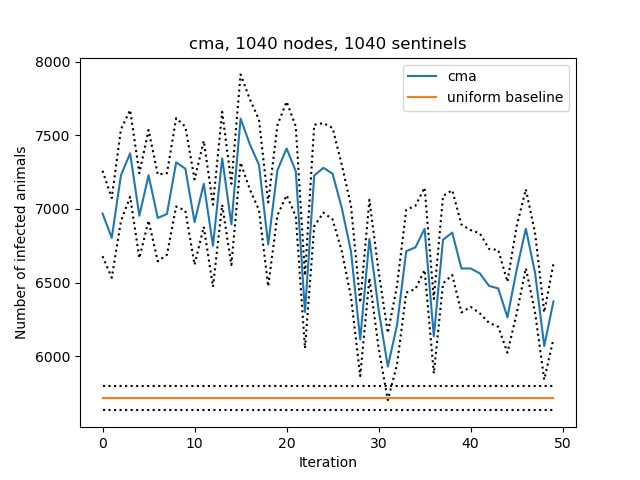 cma, 1040 nodes, 1040 sentinels
cma
uniform baseline
Number of infected animals
8000
7500
7000
6500
6000
0 10 20 30 40 50
Iteration